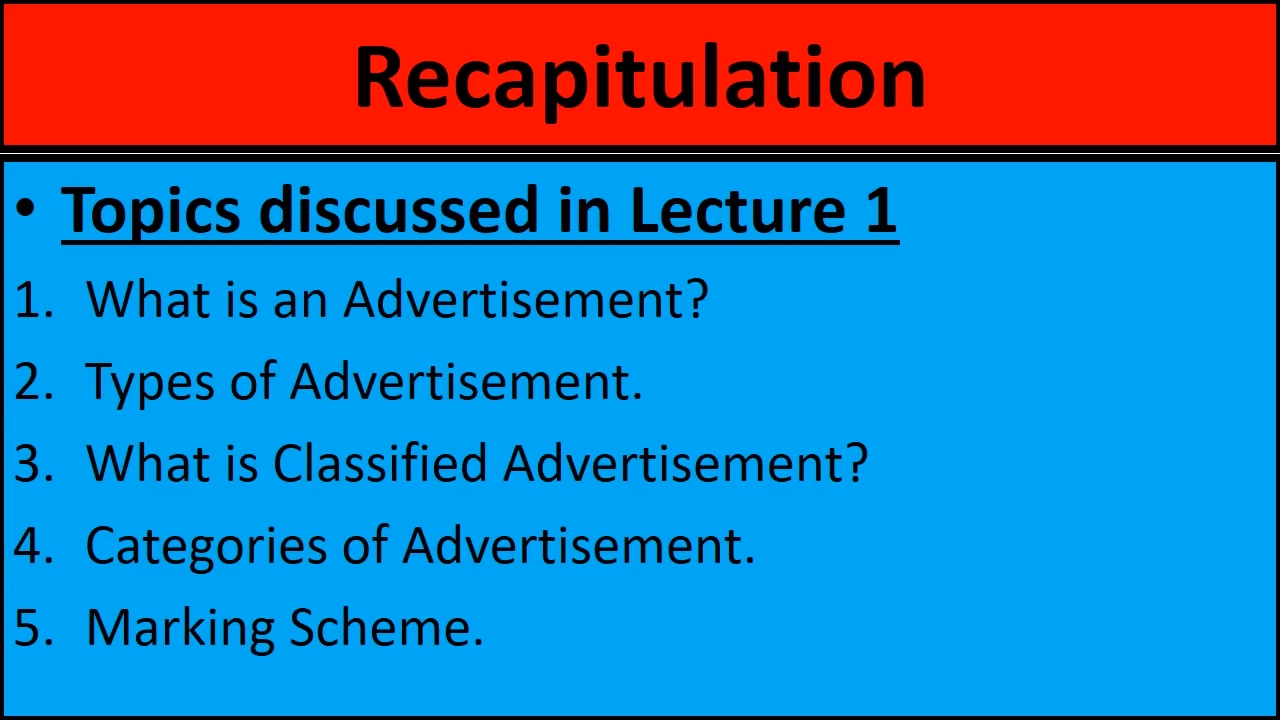 Recapitulation
• Topics discussed in Lecture 1
1. What is an Advertisement?
2. Types of Advertisement.
3. What is Classified Advertisement?
4. Categories of Advertisement.
5. Marking Scheme.